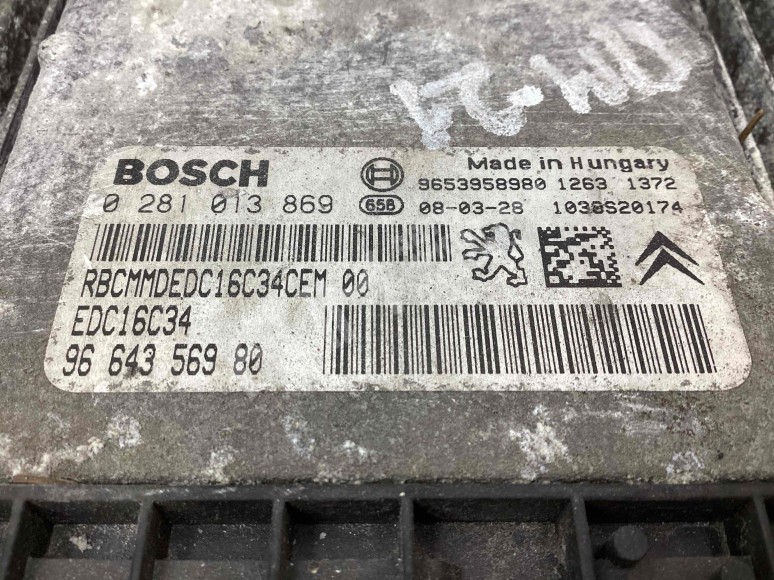 BOSCH
Made in Hungary
9653958980 1263 1372
0 281 013 869
65B
08-03-28 1038S20174
RBCMMDEDC16C34CEM 00
EDC16C34
96 643 569 80